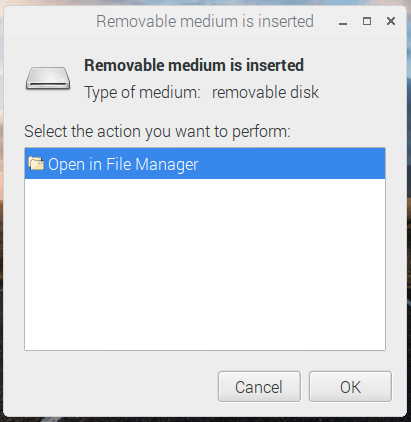 Removable medium is inserted
Removable medium is inserted
Type of medium: removable disk
Select the action you want to perform:
Open in File Manager
Cancel OK